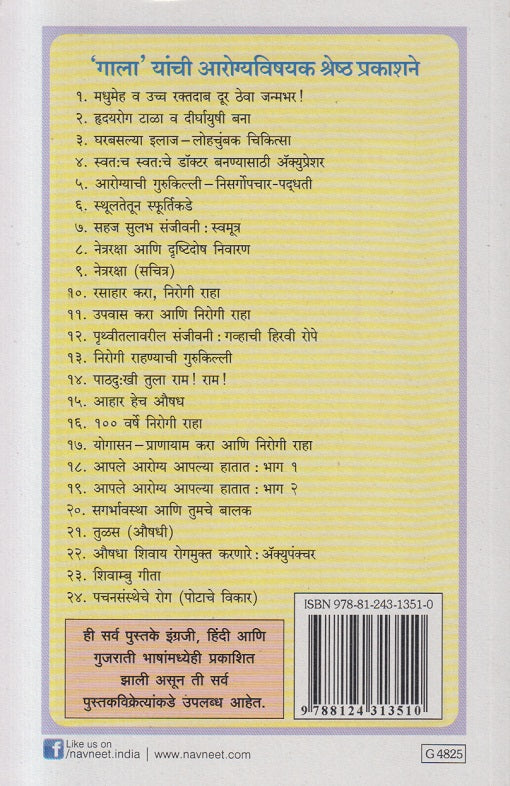 ‘गाला’ यांची आरोग्यविषयक श्रेष्ठ प्रकाशने
१. मधुमेह व उच्च रक्तदाब दूर ठेवा जन्मभर!
२. हृदयरोग टाळा व दीर्घायुषी बना
३. घरबसल्या इलाज – लोहचुंबक चिकित्सा
४. स्वत:च स्वत:चे डॉक्टर बनण्यासाठी ॲक्युप्रेशर
५. आरोग्याची गुरुकिल्ली – निसर्गोपचार-पद्धती
६. स्थूलतेतून स्फूर्तिकडे
७. सहज सुलभ संजीवनी : स्वमूत्र
८. नेत्ररक्षा आणि दृष्टिदोष निवारण
९. नेत्ररक्षा (सचित्र)
१०. रसाहार करा, निरोगी राहा
११. उपवास करा आणि निरोगी राहा
१२. पृथ्वीतलावरील संजीवनी : गव्हाची हिरवी रोपे
१३. निरोगी राहण्याची गुरुकिल्ली
१४. पाठदु:खी तुला राम! राम!
१५. आहार हेच औषध
१६. १०० वर्षे निरोगी राहा
१७. योगासन – प्राणायाम करा आणि निरोगी राहा
१८. आपले आरोग्य आपल्या हातात : भाग १
१९. आपले आरोग्य आपल्या हातात : भाग २
२०. सगर्भावस्था आणि तुमचे बालक
२१. तुळस (औषधी)
२२. औषधा शिवाय रोगमुक्त करणारे : ॲक्युपंक्चर
२३. शिवाम्बु गीता
२४. पचनसंस्थेचे रोग (पोटाचे विकार)
ही सर्व पुस्तके इंग्रजी, हिंदी आणि
गुजराती भाषांमध्येही प्रकाशित
झाली असून ती सर्व
पुस्तकविक्रेत्यांकडे उपलब्ध आहेत.
ISBN 978-81-243-1351-0
9 788124 313510
f Like us on
/navneet.india | www.navneet.com
G 4825